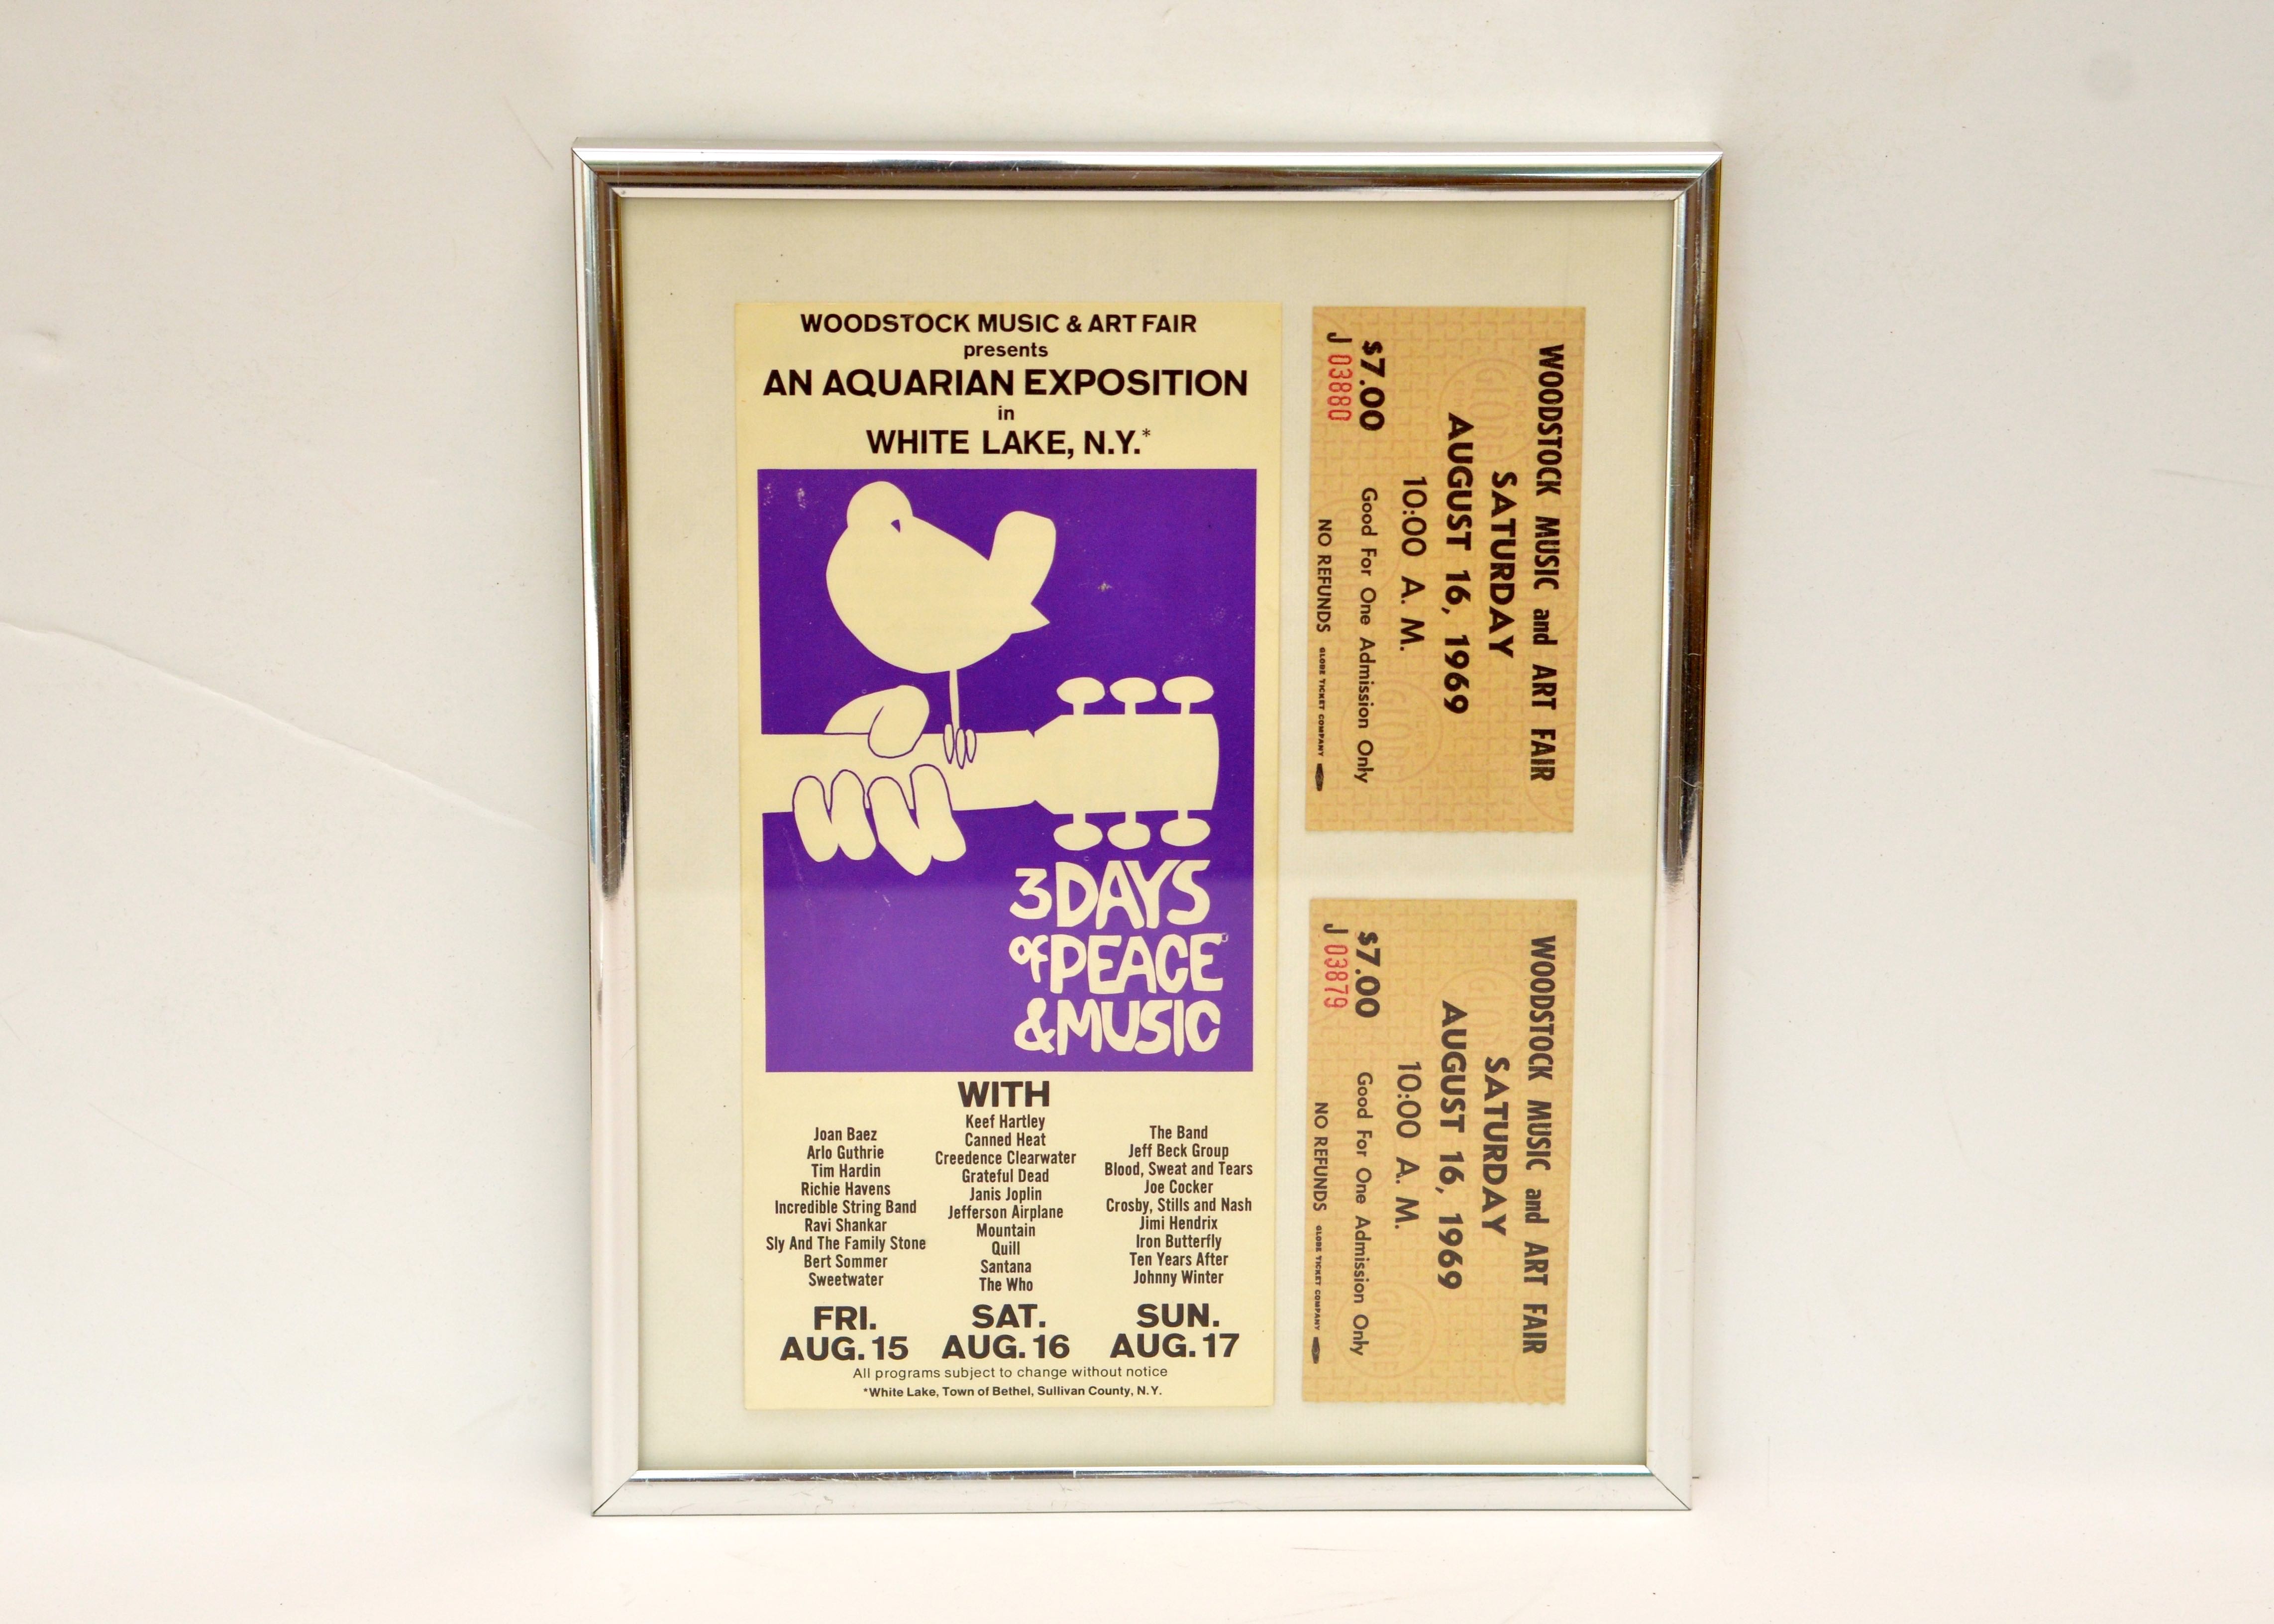 WOODSTOCK MUSIC & ART FAIR
presents
AN AQUARIAN EXPOSITION
in
WHITE LAKE, N.Y.*
3 DAYS
of PEACE
& MUSIC
WITH
Joan Baez
Arlo Guthrie
Tim Hardin
Richie Havens
Incredible String Band
Ravi Shankar
Sly And The Family Stone
Bert Sommer
Sweetwater
FRI.
AUG. 15
Keef Hartley
Canned Heat
Creedence Clearwater
Grateful Dead
Janis Joplin
Jefferson Airplane
Mountain
Quill
Santana
The Who
SAT.
AUG. 16
The Band
Jeff Beck Group
Blood, Sweat and Tears
Joe Cocker
Crosby, Stills and Nash
Jimi Hendrix
Iron Butterfly
Ten Years After
Johnny Winter
SUN.
AUG. 17
All programs subject to change without notice
*White Lake, Town of Bethel, Sullivan County, N.Y.
WOODSTOCK MUSIC and ART FAIR
SATURDAY
AUGUST 16, 1969
10:00 A. M.
$7.00 Good For One Admission Only
J 03880 NO REFUNDS GLOBE TICKET COMPANY
WOODSTOCK MUSIC and ART FAIR
SATURDAY
AUGUST 16, 1969
10:00 A. M.
$7.00 Good For One Admission Only
J 03879 NO REFUNDS GLOBE TICKET COMPANY